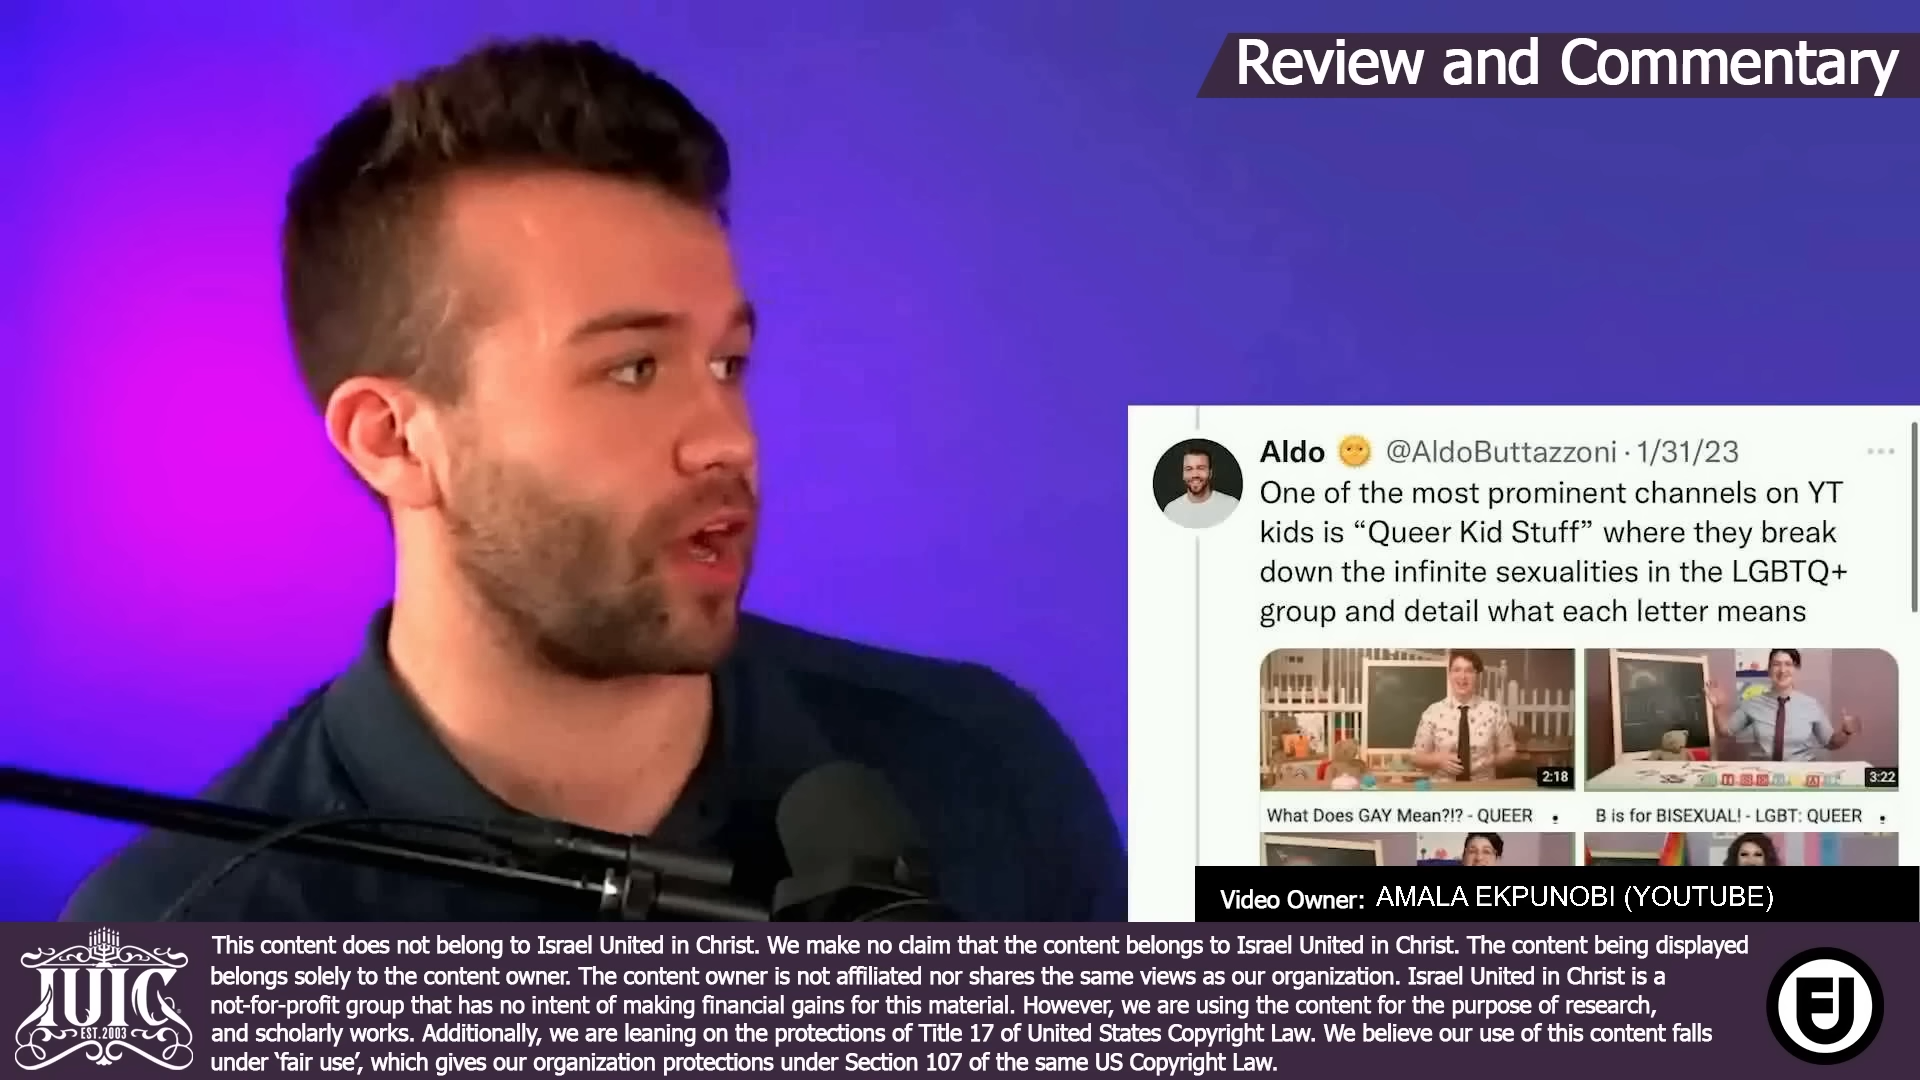 Review and Commentary
Aldo 🌞 @AldoButtazzoni · 1/31/23
One of the most prominent channels on YT
kids is “Queer Kid Stuff” where they break
down the infinite sexualities in the LGBTQ+
group and detail what each letter means
2:18
3:22
What Does GAY Mean?!? - QUEER
B is for BISEXUAL! - LGBT: QUEER
Video Owner: AMALA EKPUNOBI (YOUTUBE)
IUIC
EST. 2003
This content does not belong to Israel United in Christ. We make no claim that the content belongs to Israel United in Christ. The content being displayed
belongs solely to the content owner. The content owner is not affiliated nor shares the same views as our organization. Israel United in Christ is a
not-for-profit group that has no intent of making financial gains for this material. However, we are using the content for the purpose of research,
and scholarly works. Additionally, we are leaning on the protections of Title 17 of United States Copyright Law. We believe our use of this content falls
under ‘fair use’, which gives our organization protections under Section 107 of the same US Copyright Law.